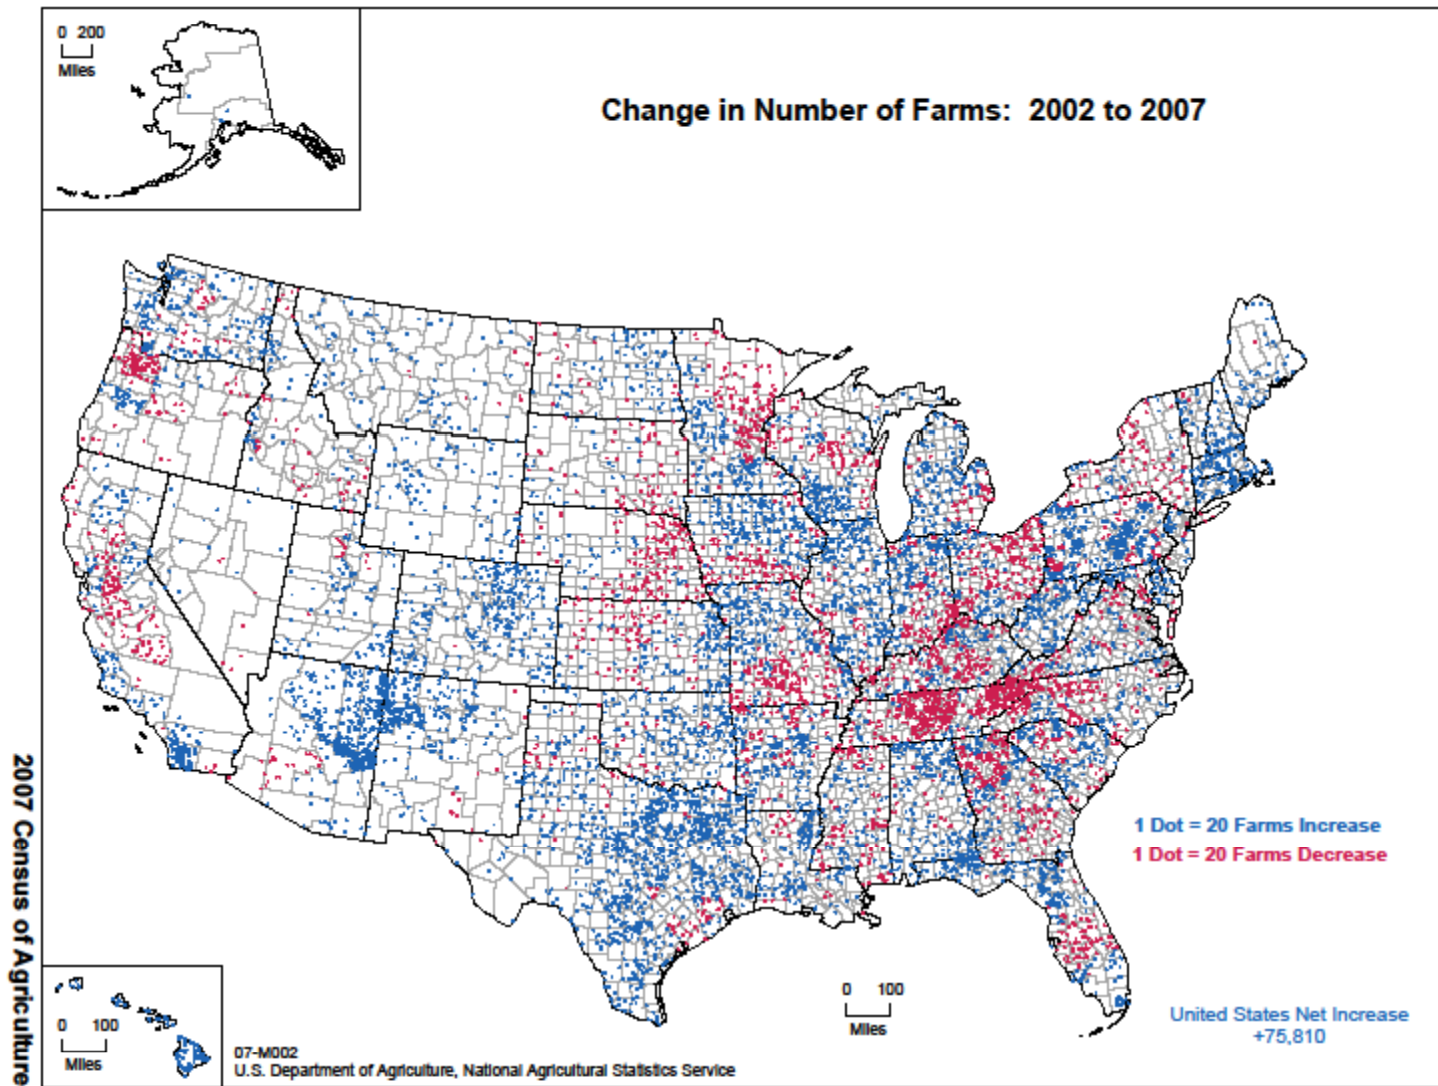 0 200
Miles
Change in Number of Farms: 2002 to 2007
2007 Census of Agriculture
1 Dot = 20 Farms Increase
1 Dot = 20 Farms Decrease
0 100
Miles
United States Net Increase
+75,810
0 100
Miles
07-M002
U.S. Department of Agriculture, National Agricultural Statistics Service